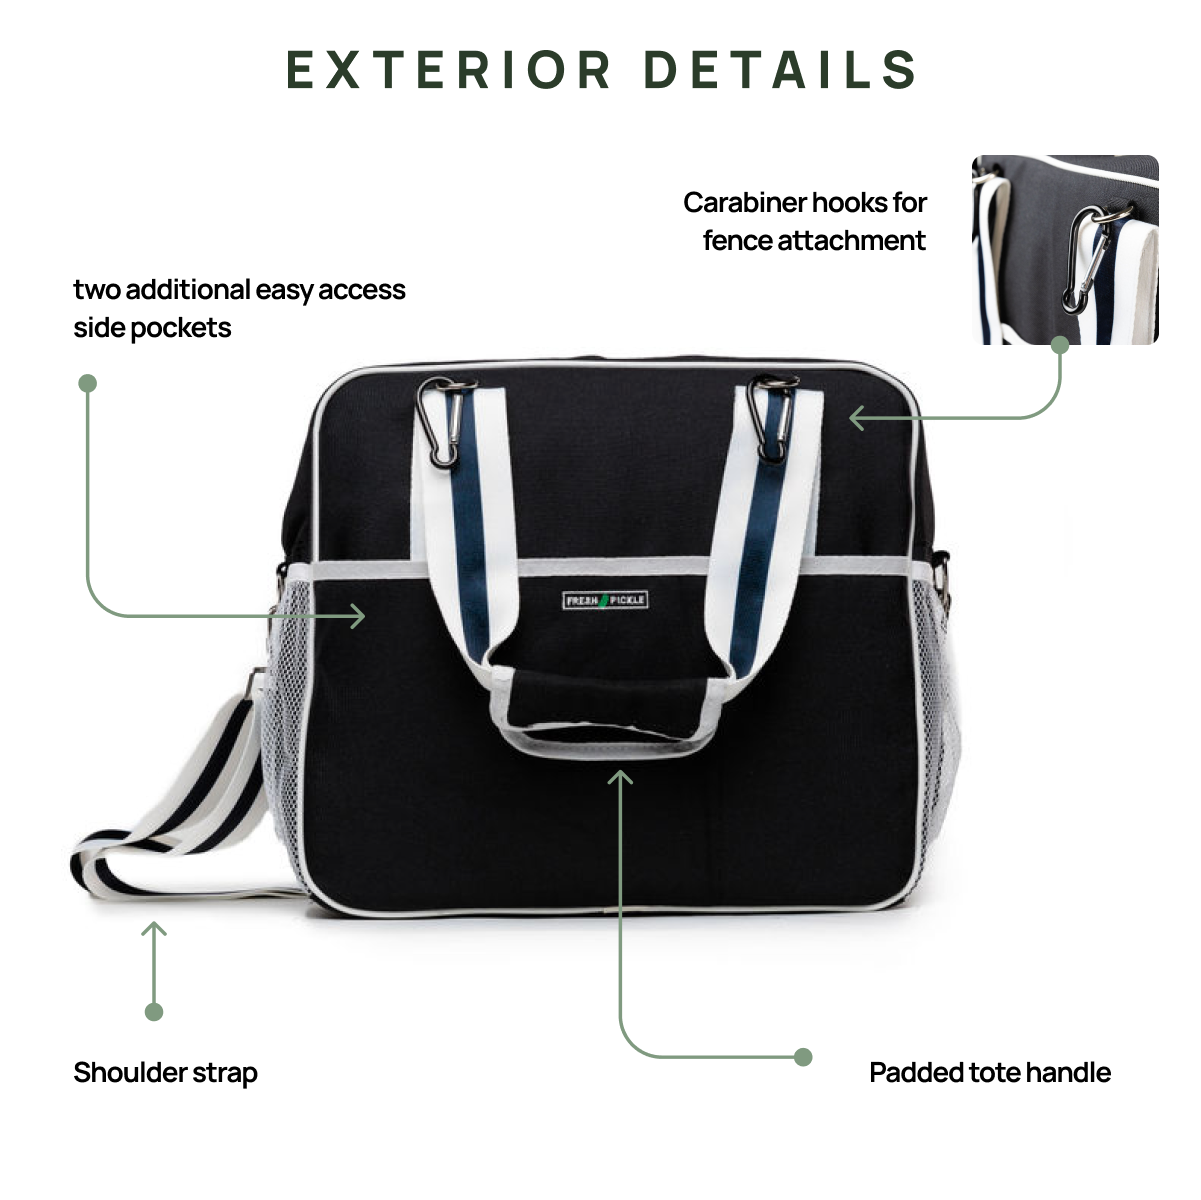 EXTERIOR DETAILS
Carabiner hooks for
fence attachment
two additional easy access
side pockets
FRESH PICKLE
Shoulder strap
Padded tote handle